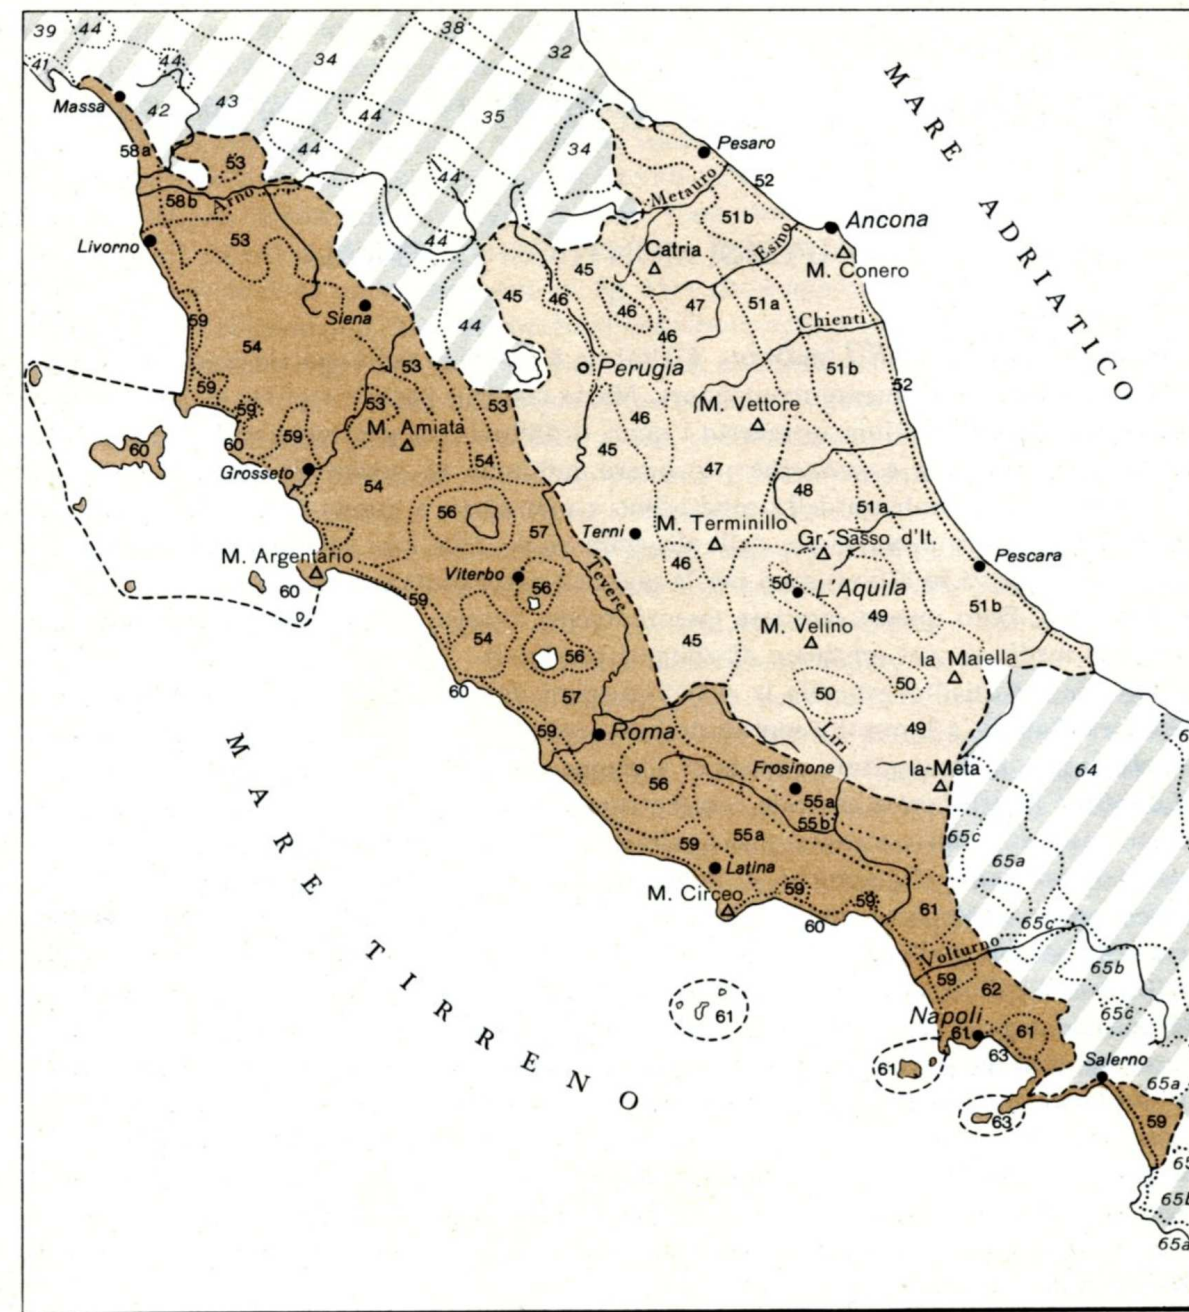 39
44
38
32
44
34
41
Massa
42
43
44
35
34
44
58a
53
44
Pesaro
52
Metauro
Arno
58b
51b
Ancona
Livorno
53
44
Catria
Esino
M. Conero
45
45
46
46
47
51a
Siena
44
46
Chienti
59
54
53
Perugia
51b
52
59
59
53
53
M. Vettore
60
60
59
M. Amiata
46
45
Grosseto
54
47
54
48
56
51a
57
Terni
M. Terminillo
Gr. Sasso d'It.
M. Argentario
46
Pescara
Viterbo
56
Tevere
50
L'Aquila
60
59
51b
49
54
56
45
M. Velino
la Maiella
60
57
50
50
59
Roma
Liri
49
64
56
Frosinone
la Meta
55a
55b
55a
59
65c
65a
Latina
M. Circeo
59
59
60
61
65c
Volturno
65b
59
62
61
Napoli
61
61
65c
61
63
Salerno
65a
63
59
65b
65a
MARE ADRIATICO
MARE TIRRENO